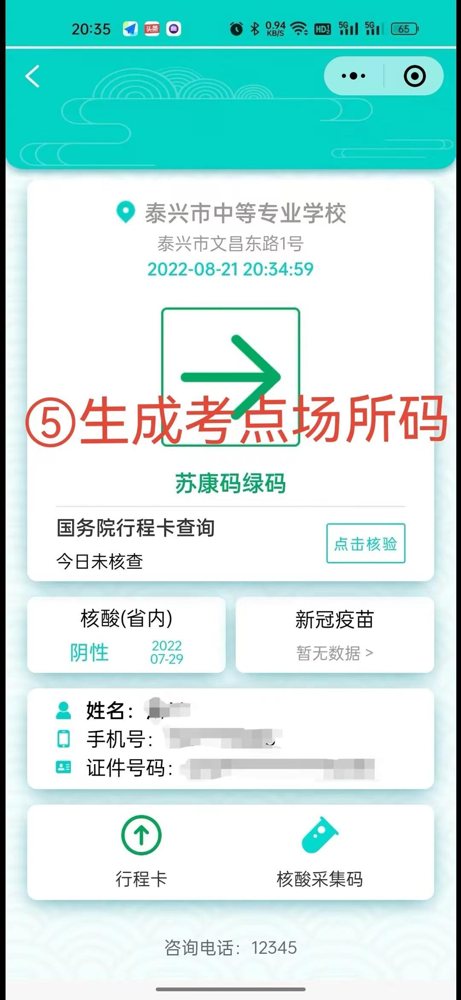 20:35
头条
0.94
KB/S
HD
5G
5G
65
泰兴市中等专业学校
泰兴市文昌东路1号
2022-08-21 20:34:59
⑤生成考点场所码
苏康码绿码
国务院行程卡查询
今日未核查
点击核验
核酸(省内)
阴性
2022
07-29
新冠疫苗
暂无数据 >
姓名：
手机号：
证件号码：
行程卡
核酸采集码
咨询电话：12345